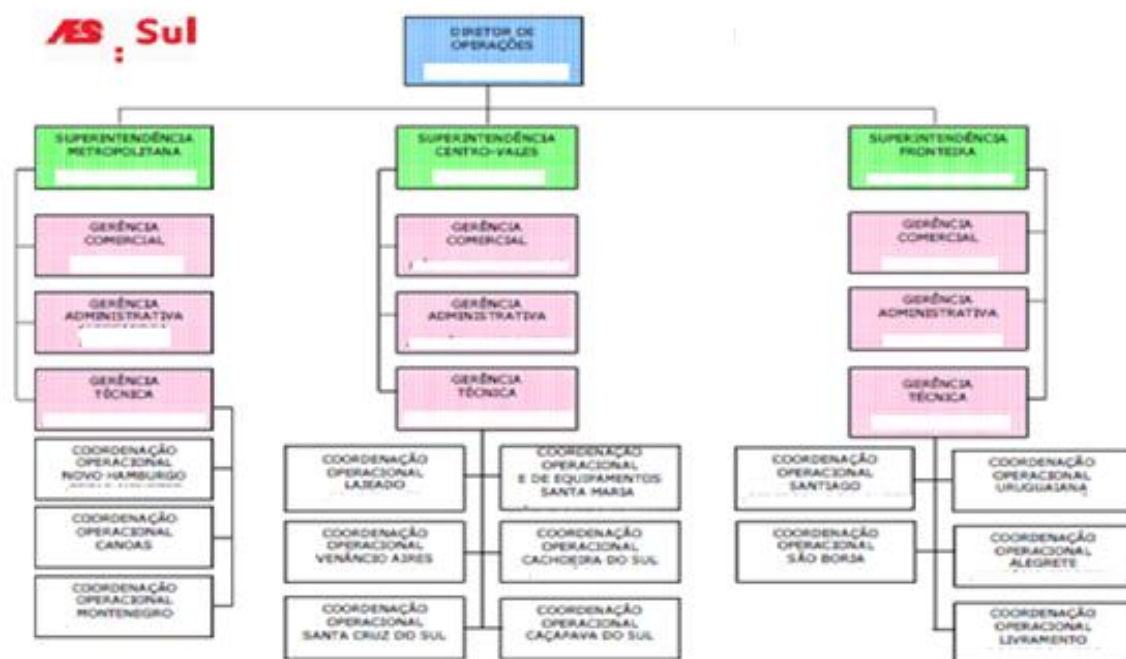 AES Sul
DIRETOR DE
OPERAÇÕES
SUPERINTENDÊNCIA
METROPOLITANA
GERÊNCIA
COMERCIAL
GERÊNCIA
ADMINISTRATIVA
GERÊNCIA
TÉCNICA
COORDENAÇÃO
OPERACIONAL
NOVO HAMBURGO
COORDENAÇÃO
OPERACIONAL
CANOAS
COORDENAÇÃO
OPERACIONAL
MONTENEGRO
SUPERINTENDÊNCIA
CENTRO-VALES
GERÊNCIA
COMERCIAL
GERÊNCIA
ADMINISTRATIVA
GERÊNCIA
TÉCNICA
COORDENAÇÃO
OPERACIONAL
LAJEADO
COORDENAÇÃO
OPERACIONAL
E DE EQUIPAMENTOS
SANTA MARIA
COORDENAÇÃO
OPERACIONAL
VENÂNCIO AIRES
COORDENAÇÃO
OPERACIONAL
CACHOEIRA DO SUL
COORDENAÇÃO
OPERACIONAL
SANTA CRUZ DO SUL
COORDENAÇÃO
OPERACIONAL
CAÇAPAVA DO SUL
SUPERINTENDÊNCIA
FRONTEIRA
GERÊNCIA
COMERCIAL
GERÊNCIA
ADMINISTRATIVA
GERÊNCIA
TÉCNICA
COORDENAÇÃO
OPERACIONAL
SANTIAGO
COORDENAÇÃO
OPERACIONAL
URUGUAIANA
COORDENAÇÃO
OPERACIONAL
SÃO BORJA
COORDENAÇÃO
OPERACIONAL
ALEGRETE
COORDENAÇÃO
OPERACIONAL
LIVRAMENTO